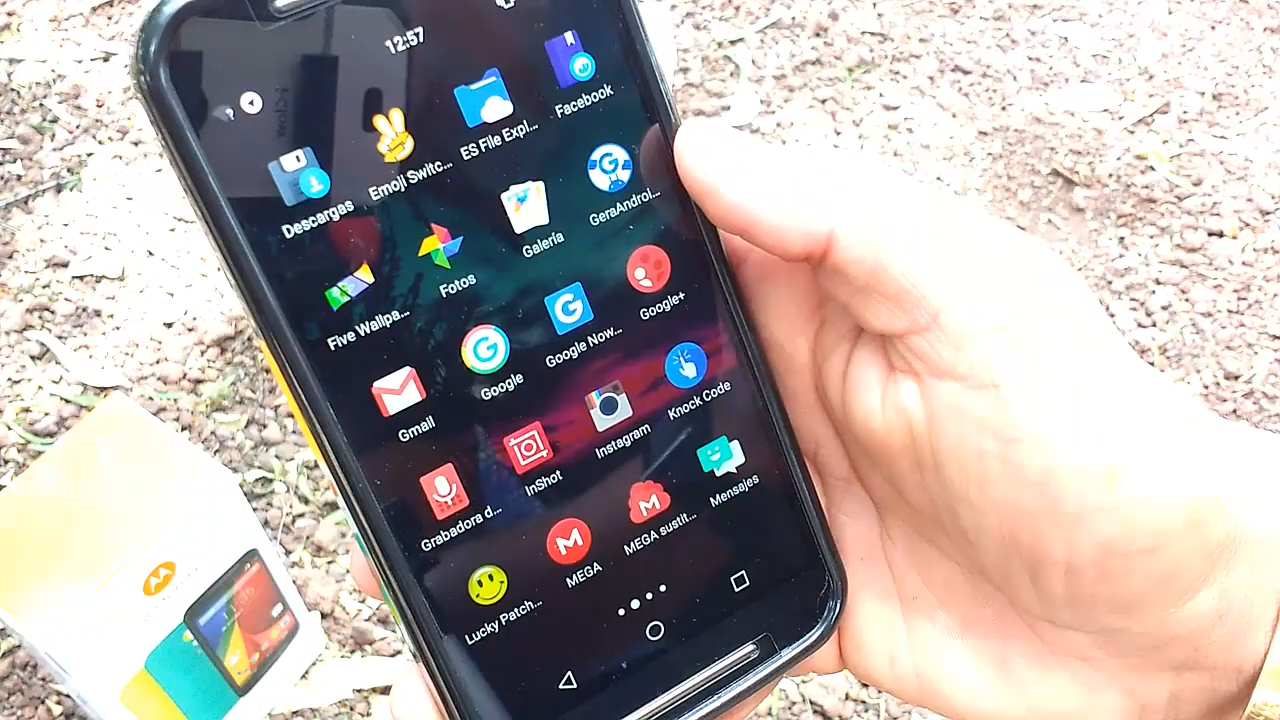 12:57
Descargas
Emoji Switc...
ES File Expl...
Facebook
Five Wallpa...
Fotos
Galería
GeraAndroi...
Gmail
Google
Google Now...
Google+
Grabadora d...
InShot
Instagram
Knock Code
Lucky Patch...
MEGA
MEGA sustit...
Mensajes